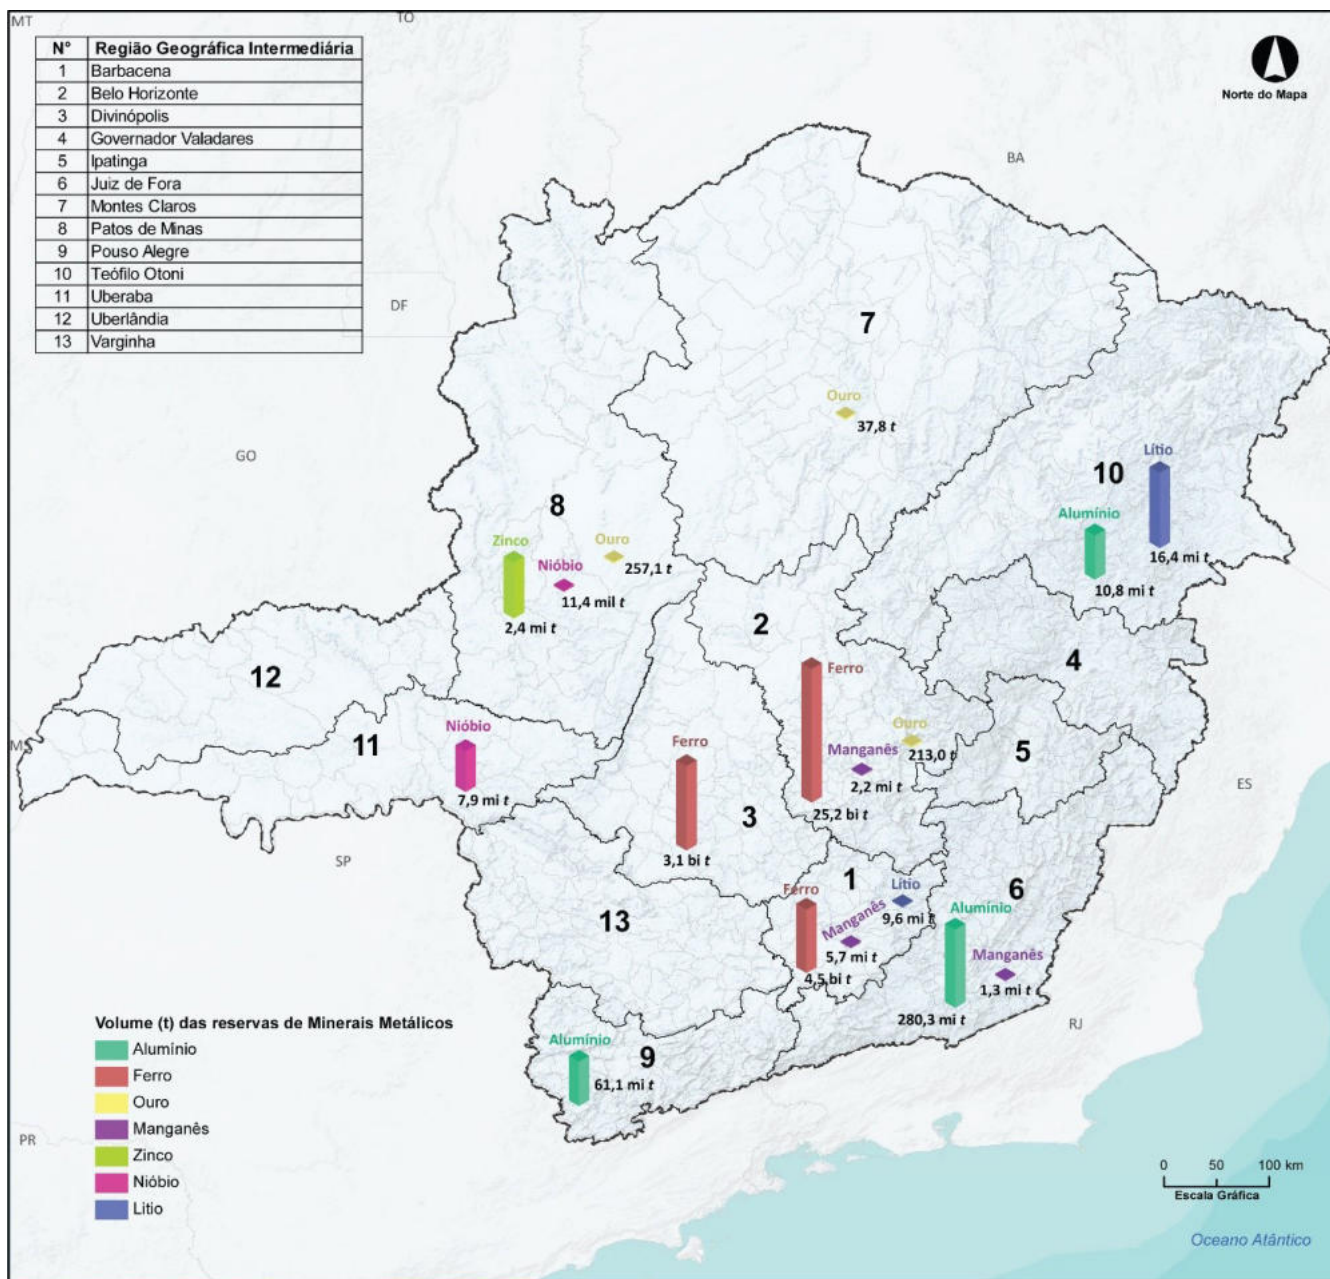 MT
TO
N° Região Geográfica Intermediária
1 Barbacena
2 Belo Horizonte
3 Divinópolis
4 Governador Valadares
5 Ipatinga
6 Juiz de Fora
7 Montes Claros
8 Patos de Minas
9 Pouso Alegre
10 Teófilo Otoni
11 Uberaba
12 Uberlândia
13 Varginha
Norte do Mapa
BA
DF
GO
7
Ouro
37,8 t
10
Lítio
16,4 mi t
Alumínio
10,8 mi t
8
Zinco
2,4 mi t
Nióbio
11,4 mil t
Ouro
257,1 t
2
Ferro
25,2 bi t
Manganês
2,2 mi t
Ouro
213,0 t
4
12
11
Nióbio
7,9 mi t
5
Ferro
3
3,1 bi t
ES
SP
1
Ferro
4,5 bi t
Manganês
5,7 mi t
Lítio
9,6 mi t
6
Alumínio
280,3 mi t
Manganês
1,3 mi t
13
RJ
Alumínio
9
61,1 mi t
PR
Volume (t) das reservas de Minerais Metálicos
Alumínio
Ferro
Ouro
Manganês
Zinco
Nióbio
Litio
0 50 100 km
Escala Gráfica
Oceano Atântico